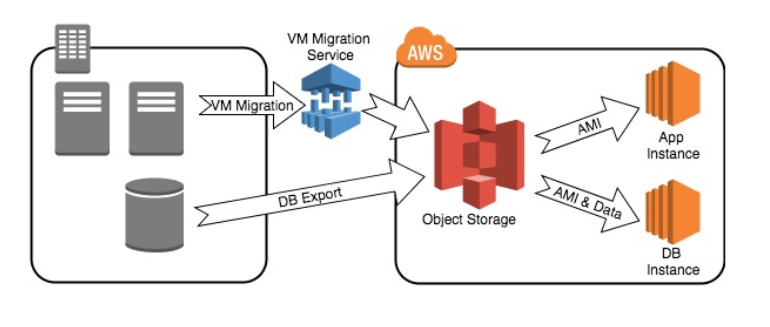 VM Migration
Service
AWS
VM Migration
AMI
App
Instance
DB Export
Object Storage
AMI & Data
DB
Instance